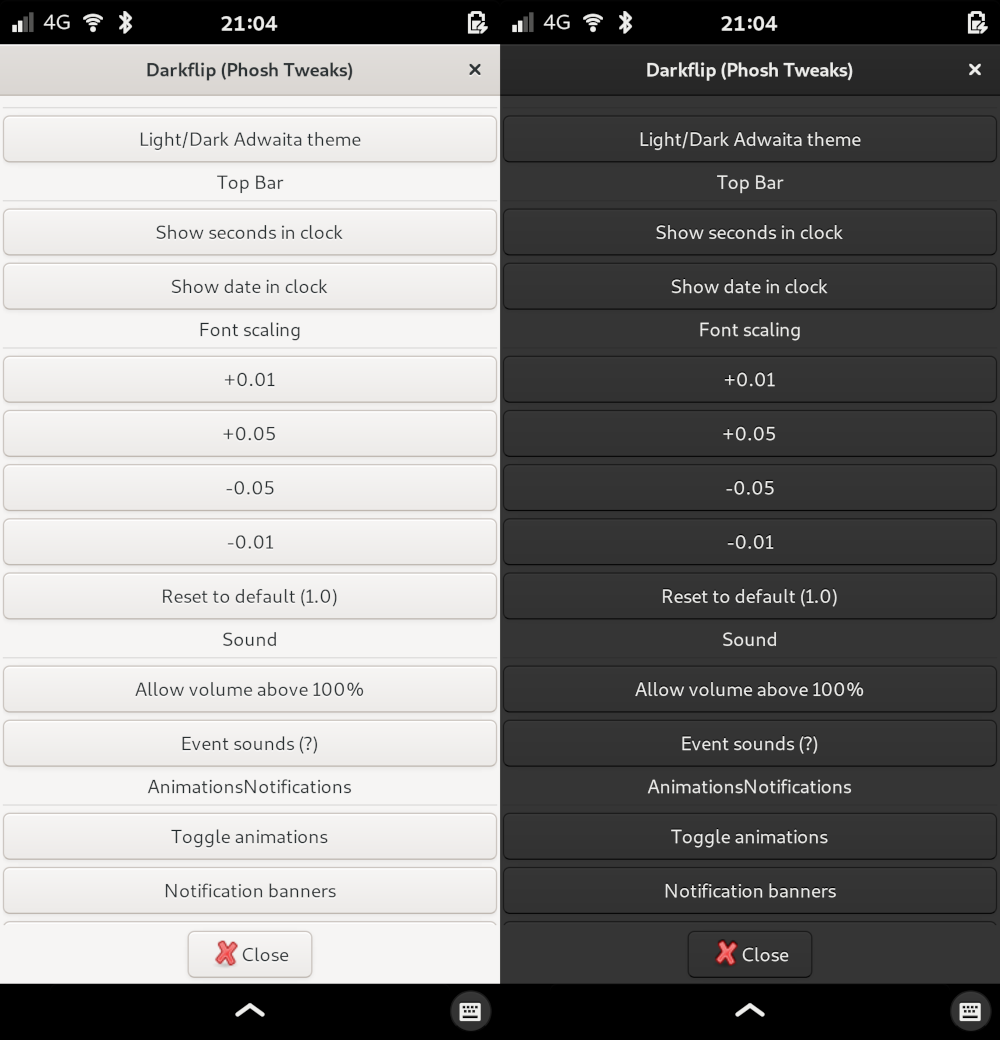 4G 21:04
Darkflip (Phosh Tweaks)
Light/Dark Adwaita theme
Top Bar
Show seconds in clock
Show date in clock
Font scaling
+0.01
+0.05
-0.05
-0.01
Reset to default (1.0)
Sound
Allow volume above 100%
Event sounds (?)
AnimationsNotifications
Toggle animations
Notification banners
Close
4G 21:04
Darkflip (Phosh Tweaks)
Light/Dark Adwaita theme
Top Bar
Show seconds in clock
Show date in clock
Font scaling
+0.01
+0.05
-0.05
-0.01
Reset to default (1.0)
Sound
Allow volume above 100%
Event sounds (?)
AnimationsNotifications
Toggle animations
Notification banners
Close